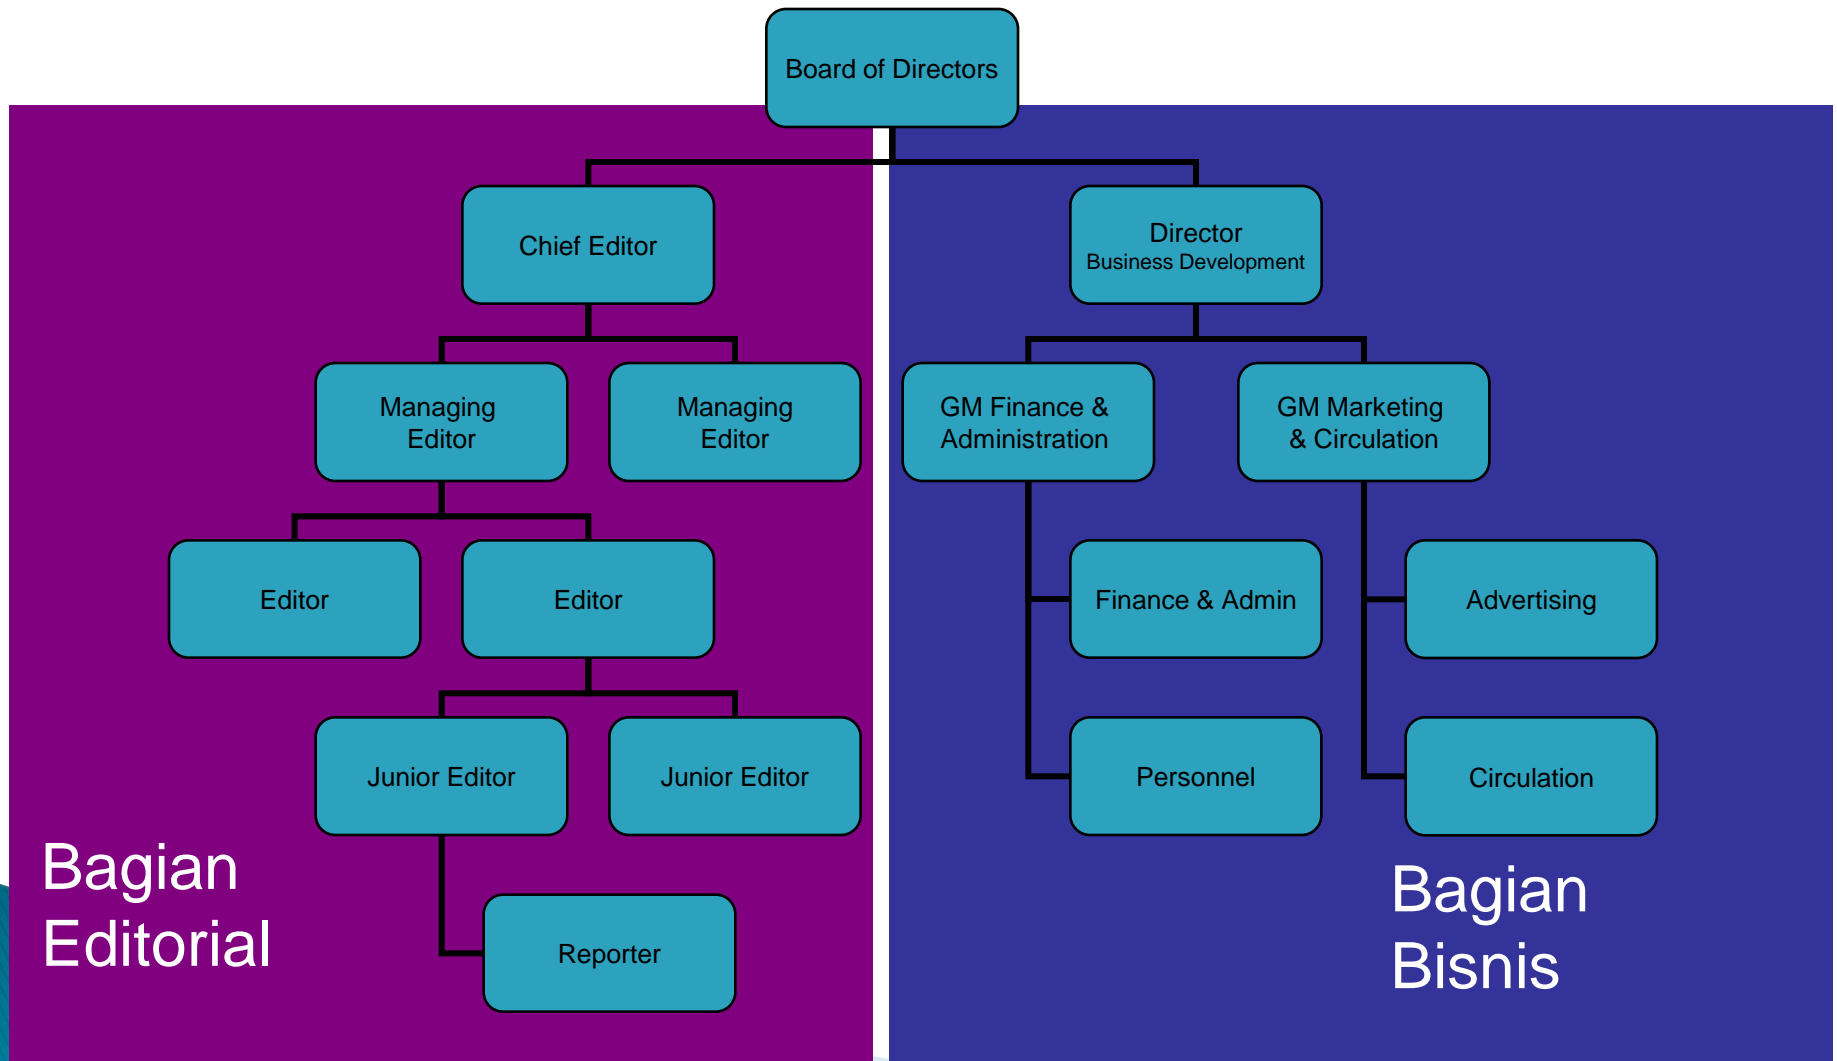 Board of Directors
Chief Editor
Director
Business Development
Managing
Editor
Managing
Editor
GM Finance &
Administration
GM Marketing
& Circulation
Editor
Editor
Finance & Admin
Advertising
Junior Editor
Junior Editor
Personnel
Circulation
Reporter
Bagian
Editorial
Bagian
Bisnis